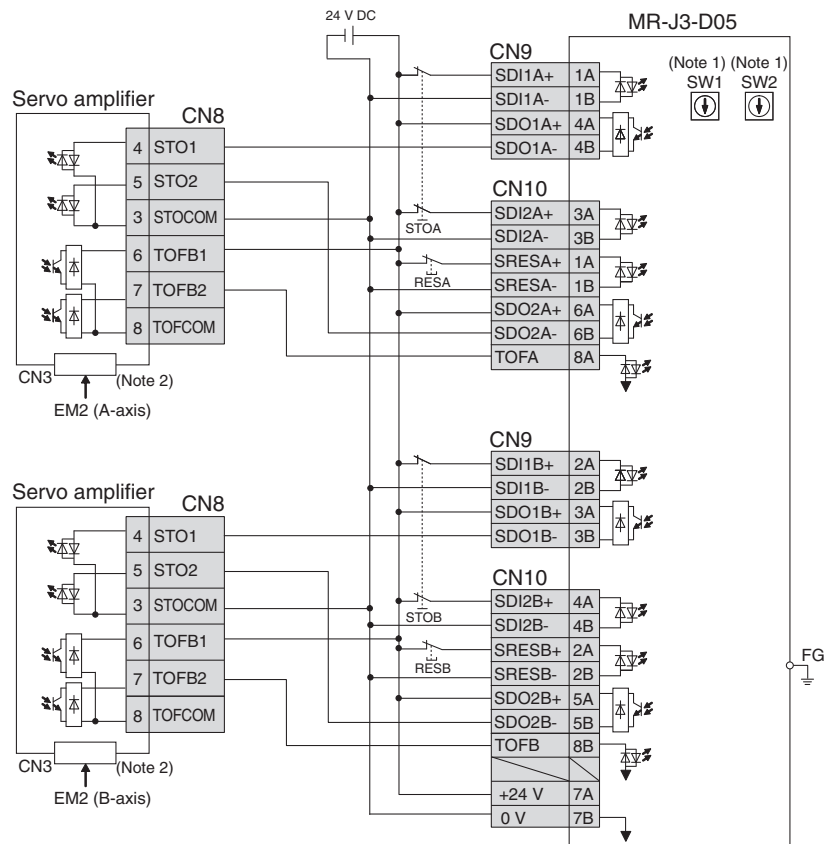 24 V DC
MR-J3-D05
(Note 1) (Note 1)
SW1 SW2
CN9
SDI1A+ 1A
SDI1A- 1B
SDO1A+ 4A
SDO1A- 4B
Servo amplifier
CN8
4 STO1
5 STO2
3 STOCOM
6 TOFB1
7 TOFB2
8 TOFCOM
CN3
(Note 2)
EM2 (A-axis)
CN10
SDI2A+ 3A
SDI2A- 3B
SRESA+ 1A
SRESA- 1B
SDO2A+ 6A
SDO2A- 6B
TOFA 8A
STOA
RESA
CN9
SDI1B+ 2A
SDI1B- 2B
SDO1B+ 3A
SDO1B- 3B
Servo amplifier
CN8
4 STO1
5 STO2
3 STOCOM
6 TOFB1
7 TOFB2
8 TOFCOM
CN3
(Note 2)
EM2 (B-axis)
CN10
SDI2B+ 4A
SDI2B- 4B
SRESB+ 2A
SRESB- 2B
SDO2B+ 5A
SDO2B- 5B
TOFB 8B
+24 V 7A
0 V 7B
STOB
RESB
FG